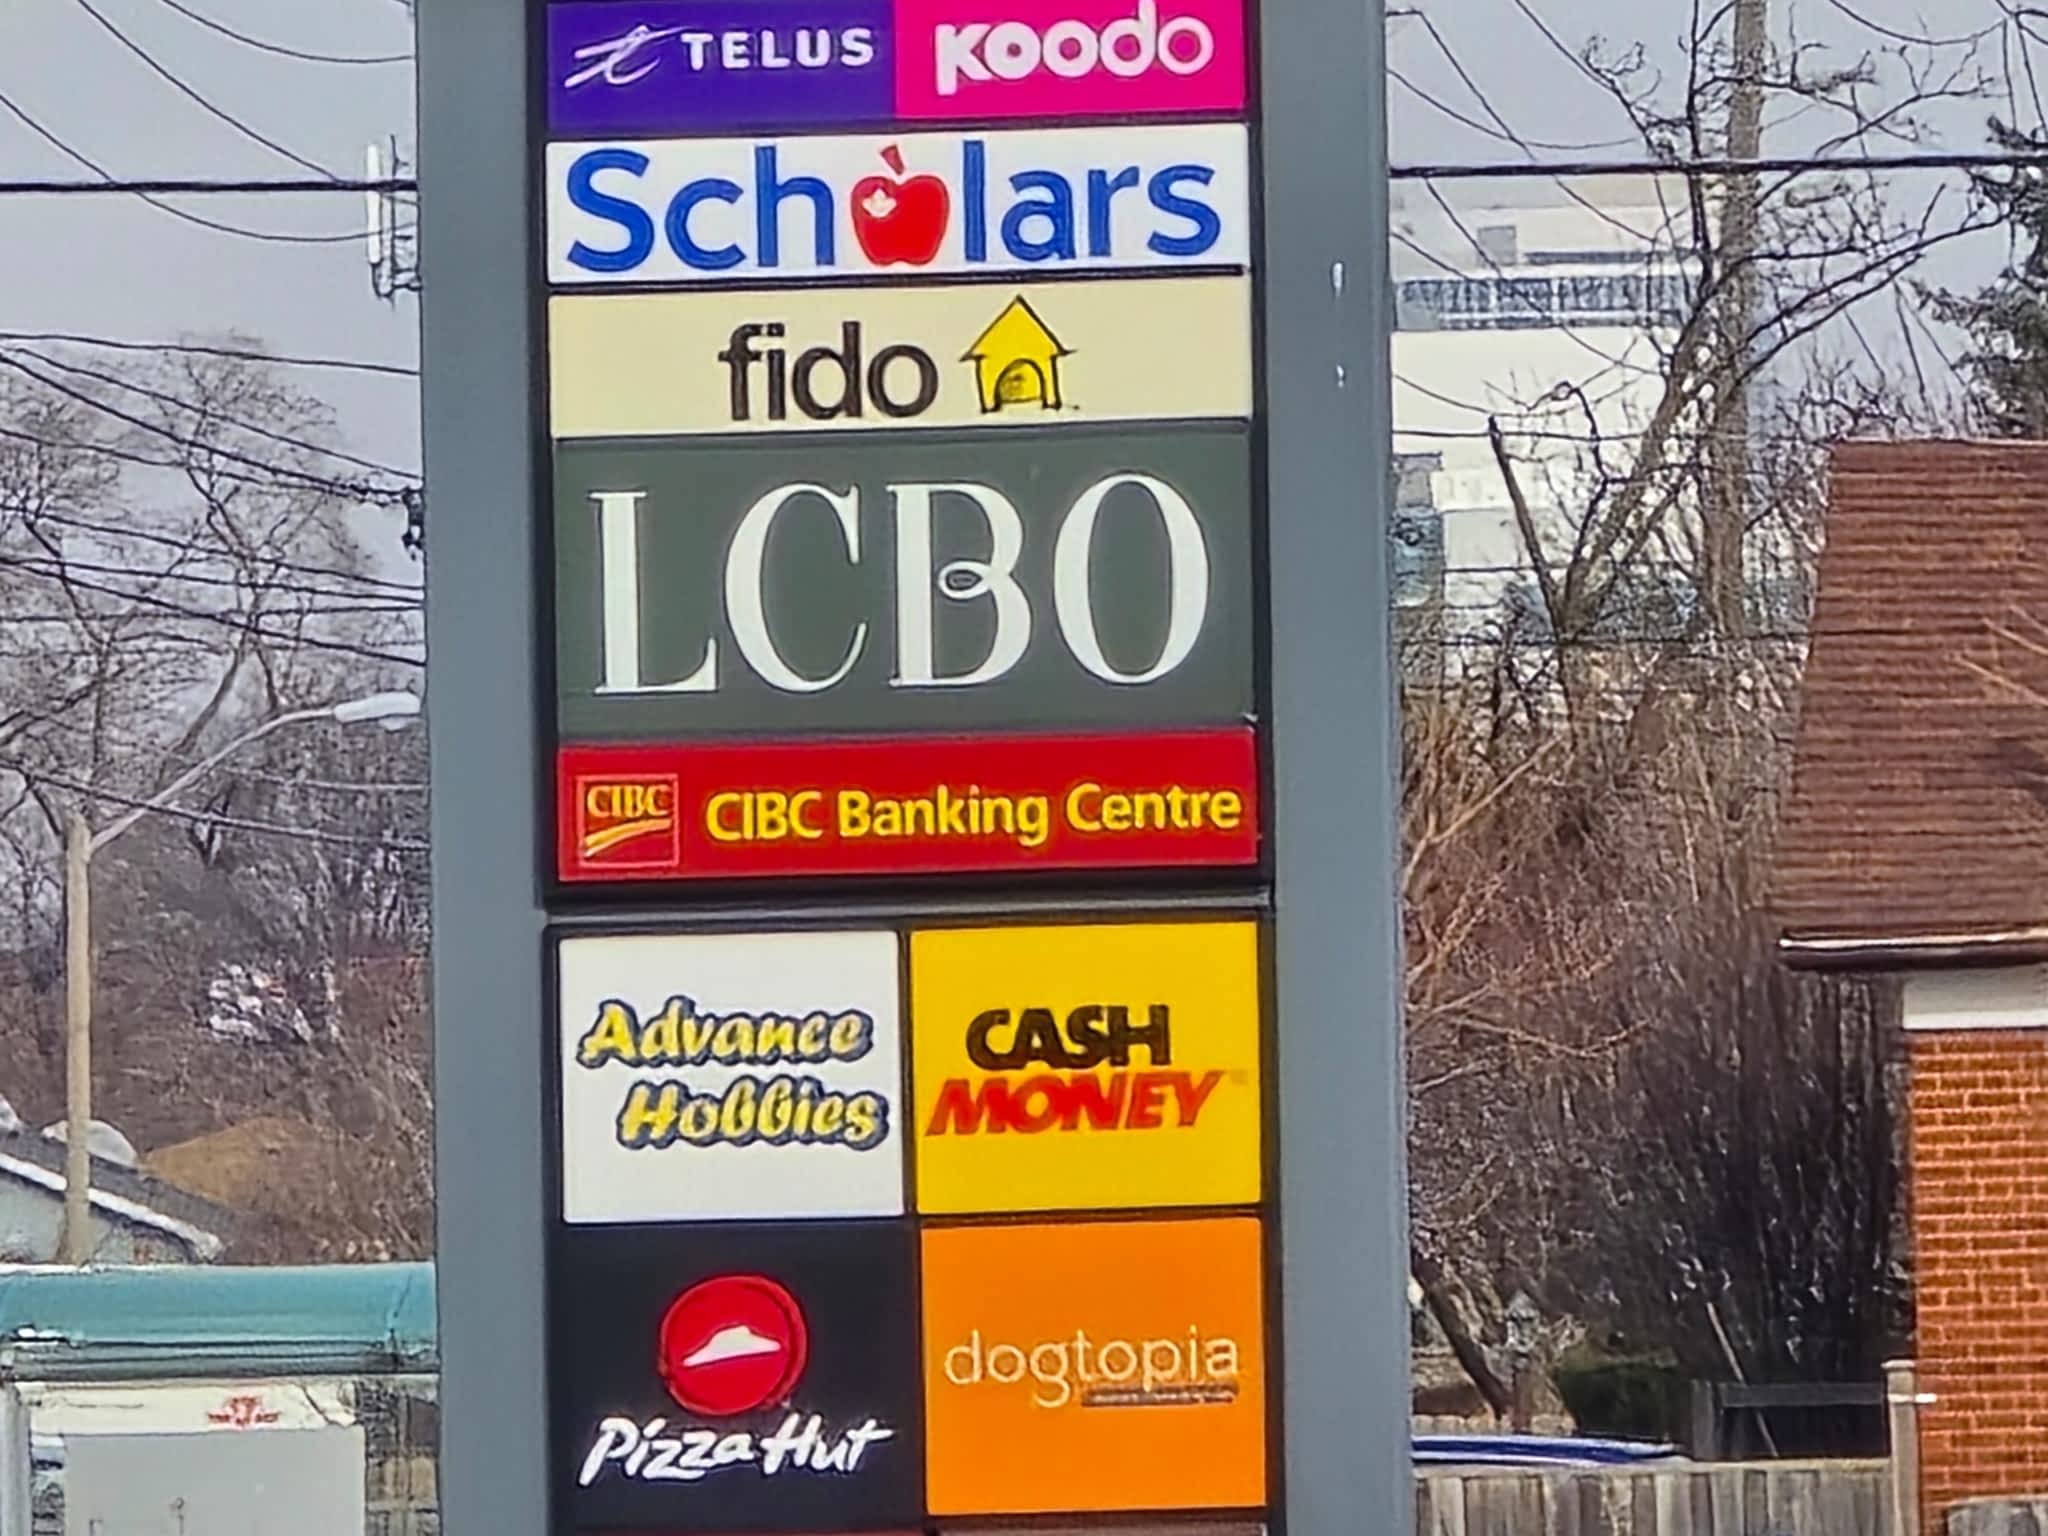 TELUS
Koodo
Scholars
fido
LCBO
CIBC
CIBC Banking Centre
Advance
Hobbies
CASH
MONEY
Pizza Hut
dogtopia